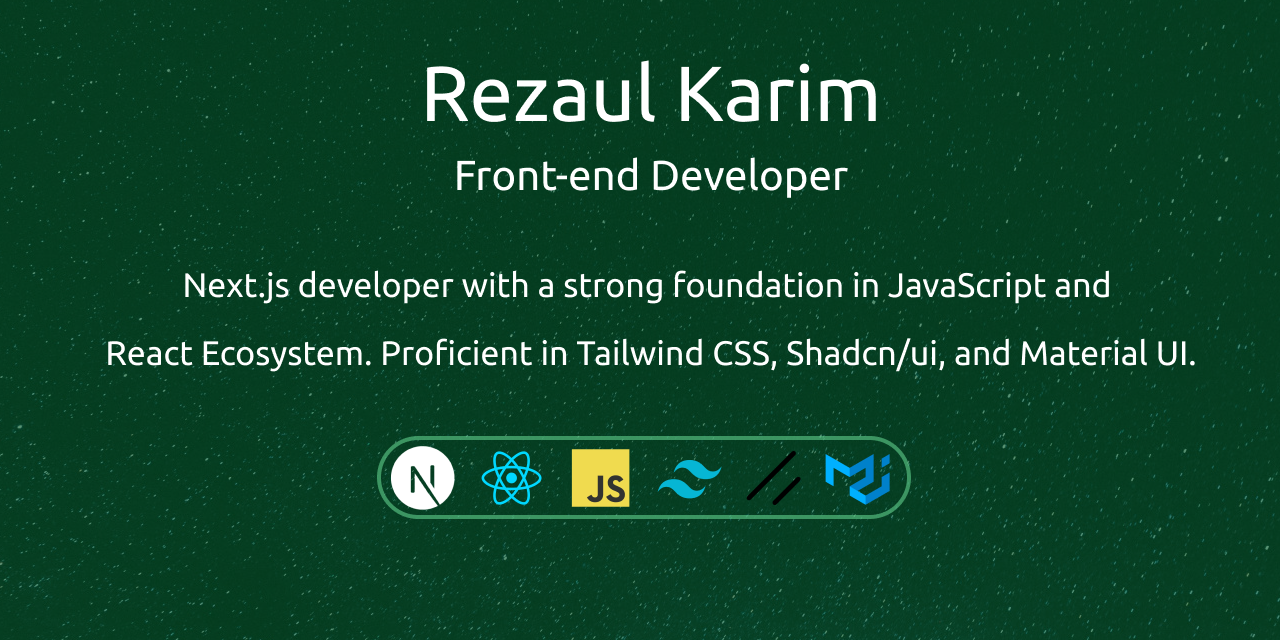 Rezaul Karim
Front-end Developer
Next.js developer with a strong foundation in JavaScript and
React Ecosystem. Proficient in Tailwind CSS, Shadcn/ui, and Material UI.
N JS